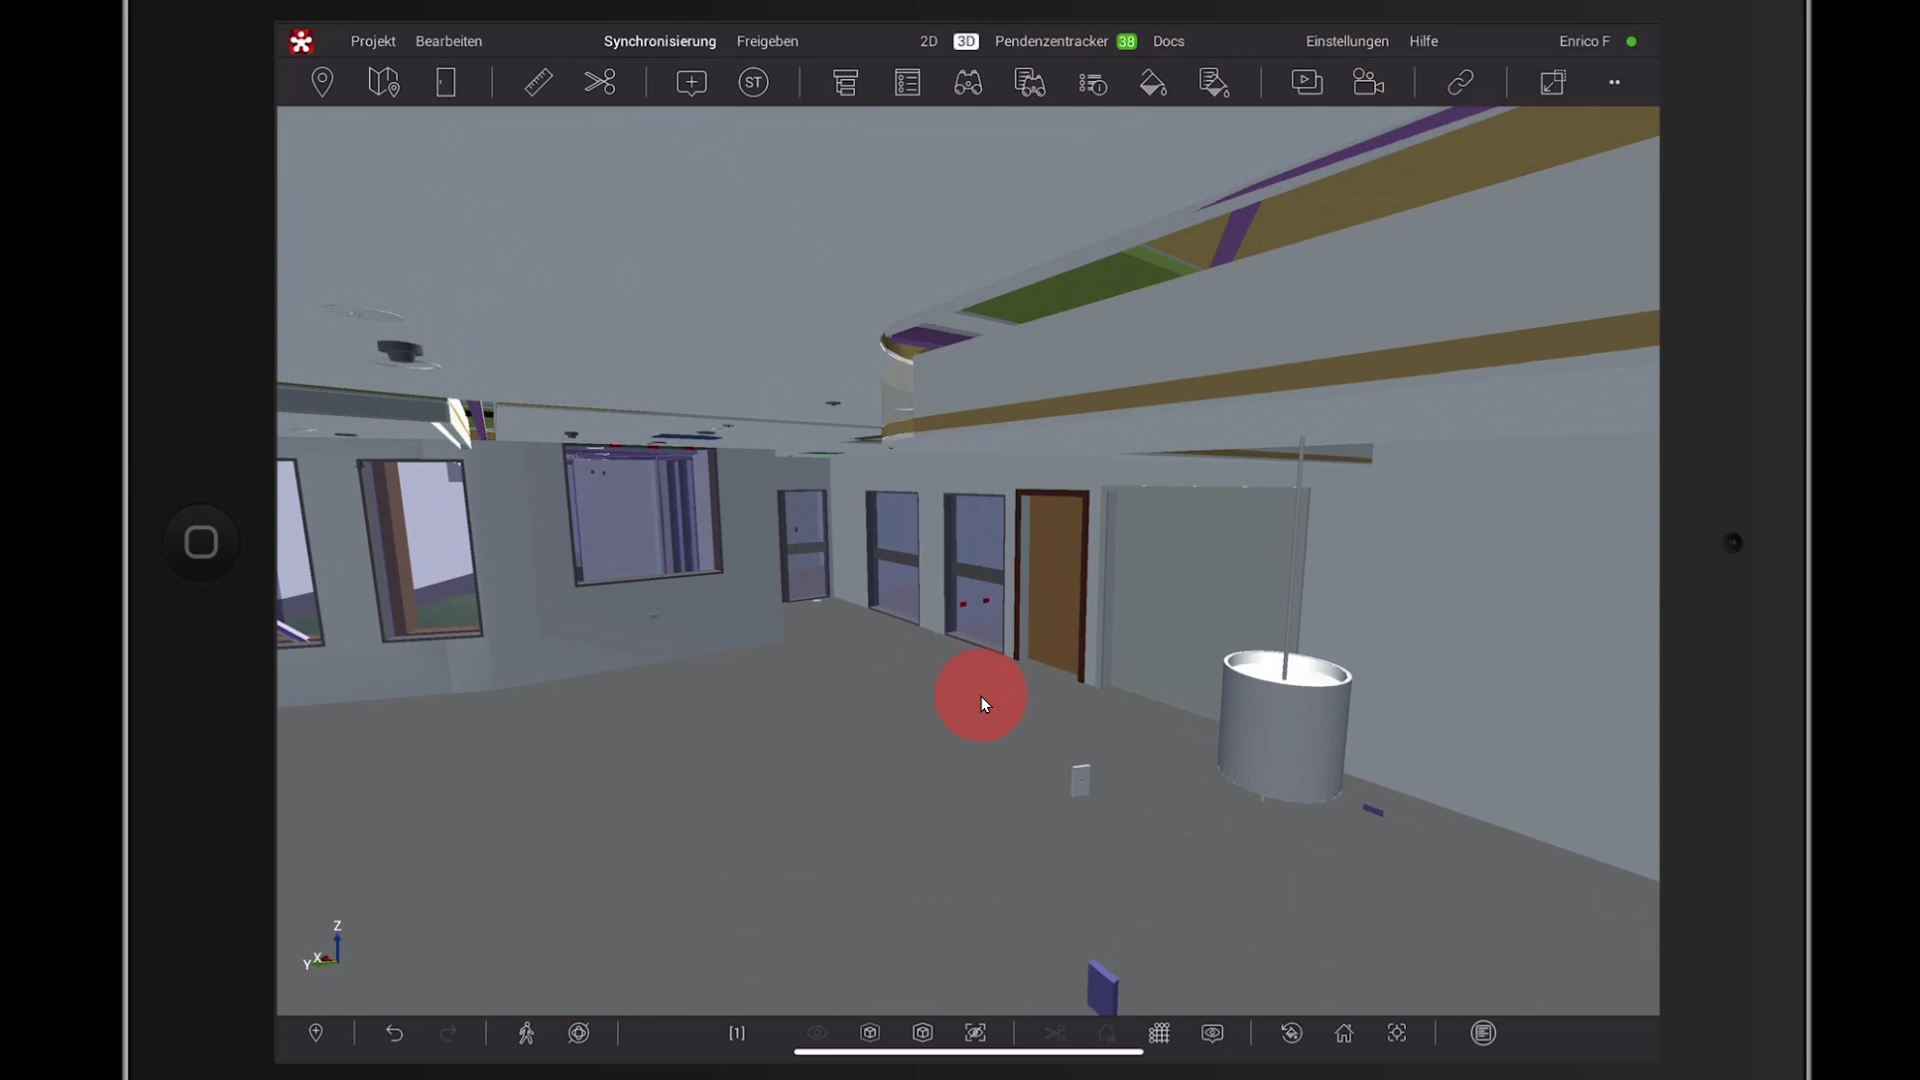 Projekt Bearbeiten Synchronisierung Freigeben 2D 3D Pendenzentracker 38 Docs Einstellungen Hilfe Enrico F
ST
Z
Y X
[1]